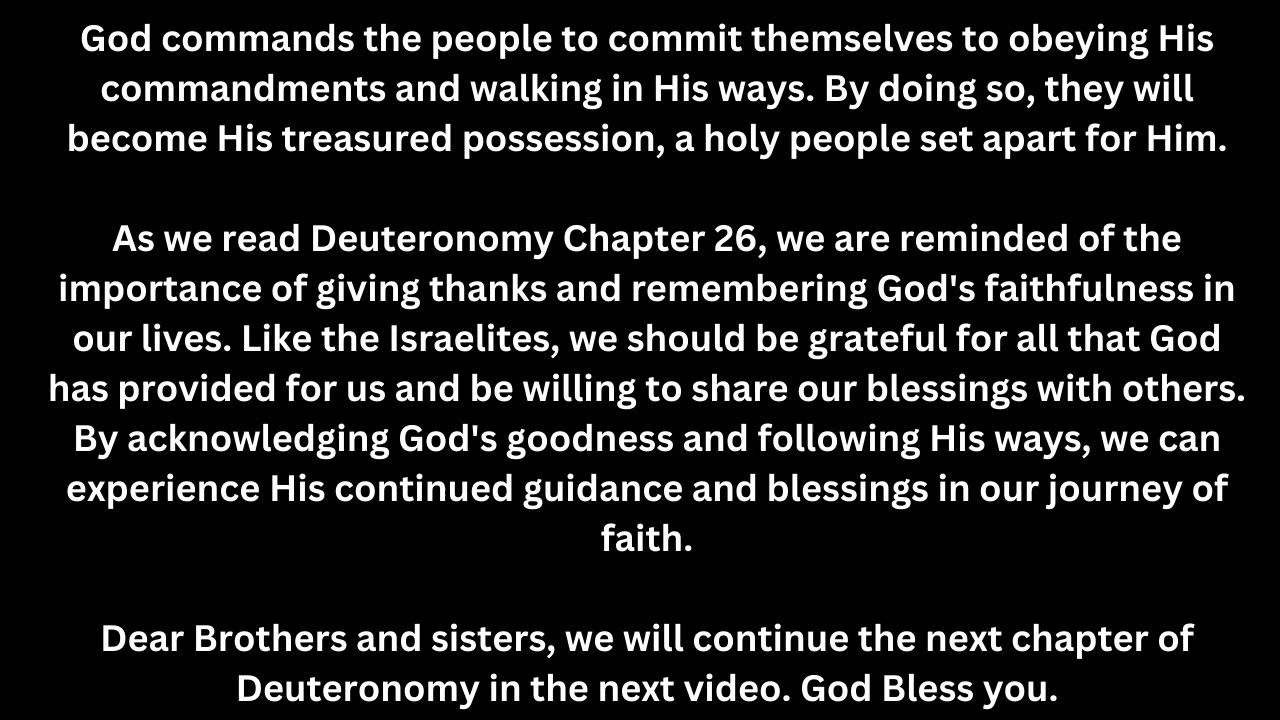 God commands the people to commit themselves to obeying His
commandments and walking in His ways. By doing so, they will
become His treasured possession, a holy people set apart for Him.
As we read Deuteronomy Chapter 26, we are reminded of the
importance of giving thanks and remembering God's faithfulness in
our lives. Like the Israelites, we should be grateful for all that God
has provided for us and be willing to share our blessings with others.
By acknowledging God's goodness and following His ways, we can
experience His continued guidance and blessings in our journey of
faith.
Dear Brothers and sisters, we will continue the next chapter of
Deuteronomy in the next video. God Bless you.